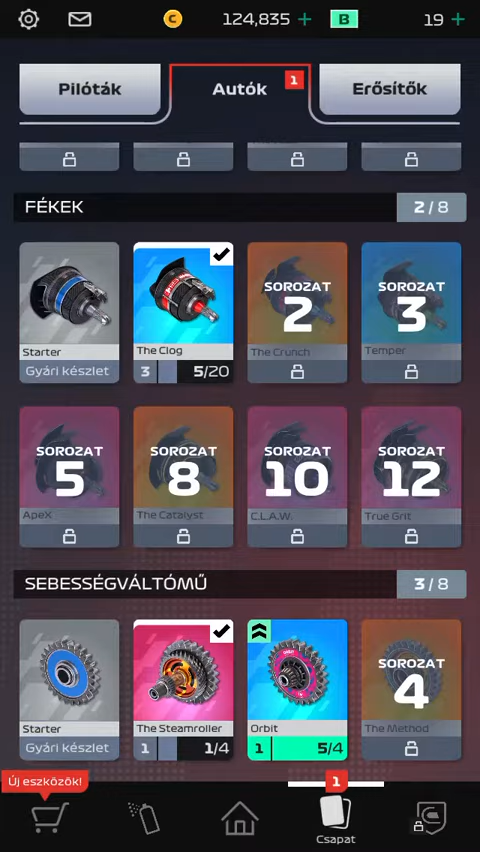 C 124,835 + B 19 +
Pilóták
Autók
1
Erősítők
FÉKEK
2/8
Starter
Gyári készlet
The Clog
3 5/20
SOROZAT
2
The Crunch
SOROZAT
3
Temper
SOROZAT
5
ApeX
SOROZAT
8
The Catalyst
SOROZAT
10
C.L.A.W.
SOROZAT
12
True Grit
SEBESSÉGVÁLTÓMŰ
3/8
Starter
Gyári készlet
The Steamroller
1 1/4
Orbit
1 5/4
SOROZAT
4
The Method
Új eszközök!
1
Csapat